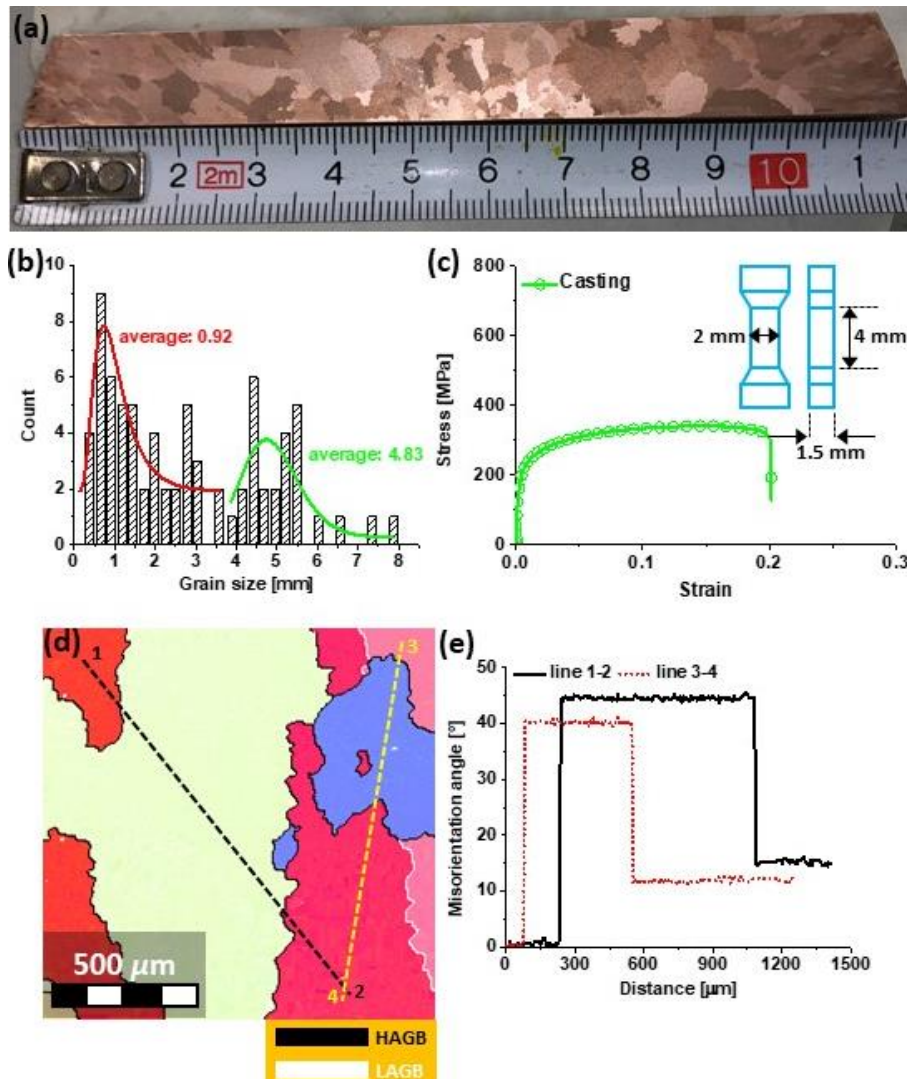 (a)
2 2m 3 4 5 6 7 8 9 10 1
(b)
10
8
6
4
2
0
Count
average: 0.92
average: 4.83
0 1 2 3 4 5 6 7 8
Grain size [mm]
(c)
800
600
400
200
0
Stress [MPa]
Casting
2 mm
4 mm
1.5 mm
0.0 0.1 0.2 0.3
Strain
(d)
1
3
4
2
500 μm
HAGB
LAGB
(e)
50
40
30
20
10
0
Misorientation angle [°]
line 1-2 line 3-4
0 300 600 900 1200 1500
Distance [μm]